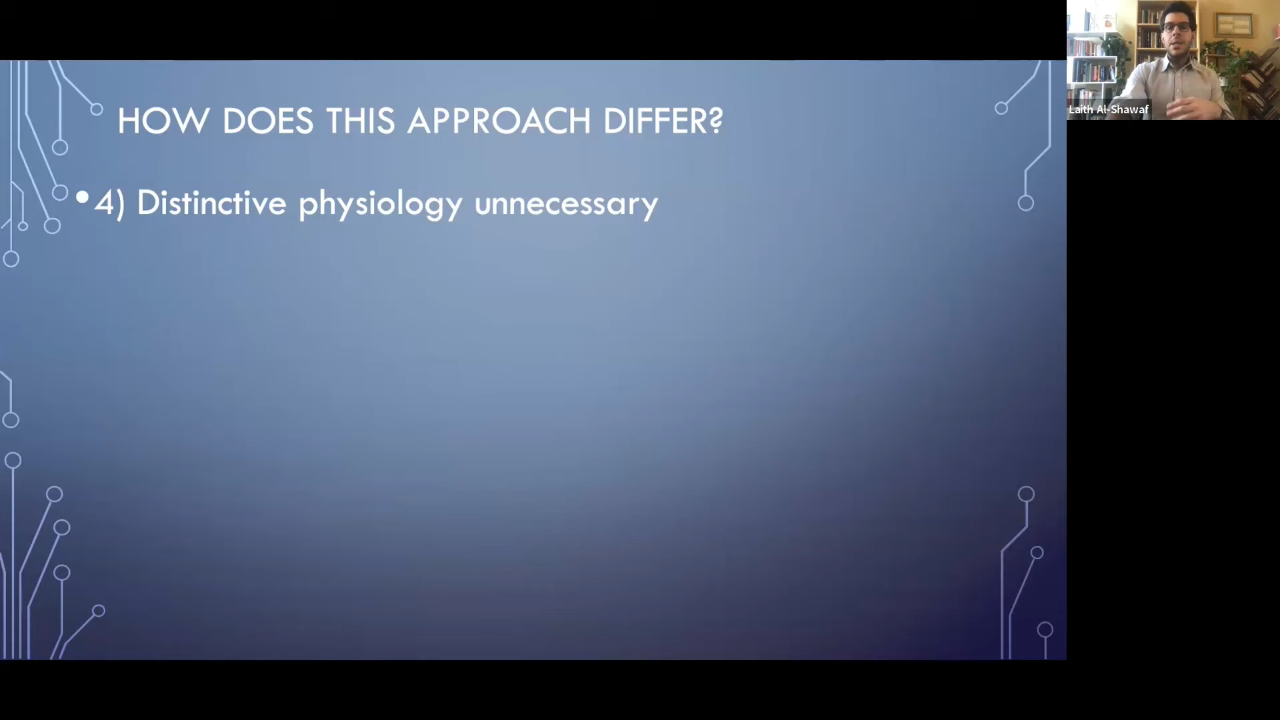 HOW DOES THIS APPROACH DIFFER?
•4) Distinctive physiology unnecessary
Laith Al-Shawaf